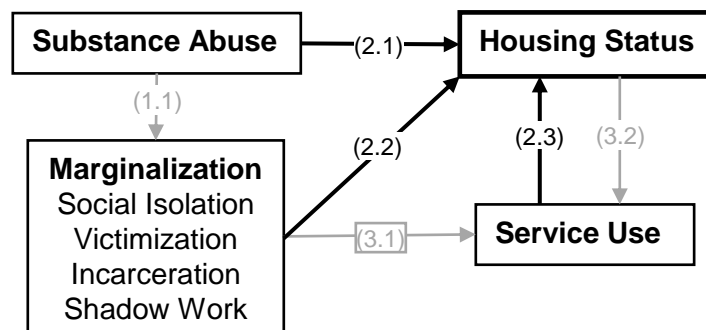 Substance Abuse
(2.1)
Housing Status
(1.1)
(2.2)
(2.3)
(3.2)
Marginalization
Social Isolation
Victimization
Incarceration
Shadow Work
(3.1)
Service Use